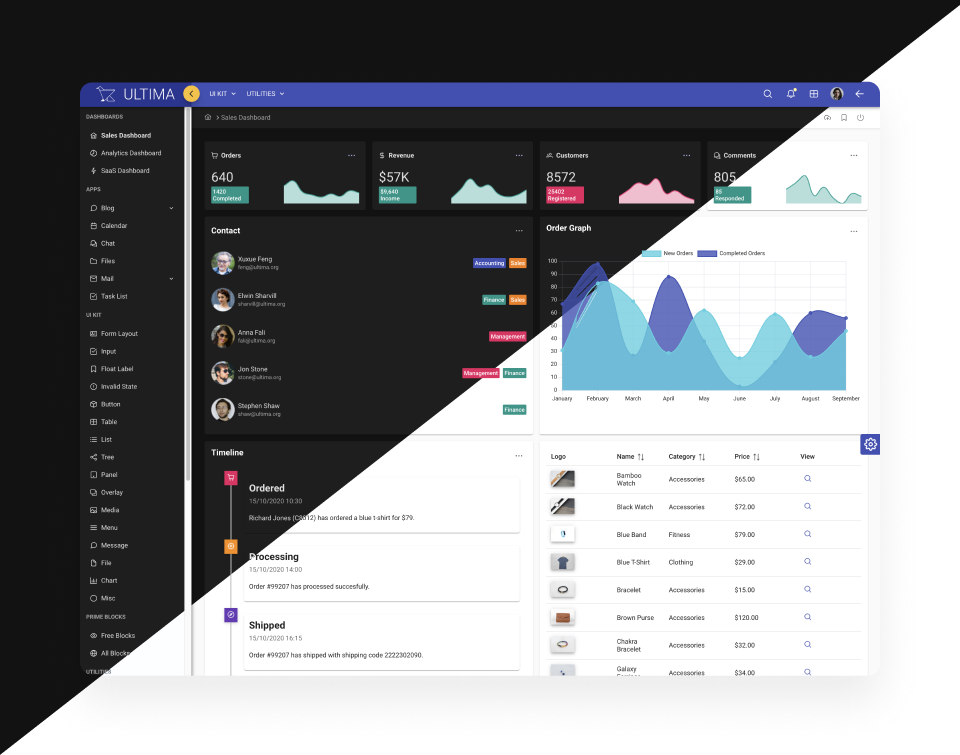 ULTIMA
UI KIT
UTILITIES
DASHBOARDS
Sales Dashboard
Analytics Dashboard
SaaS Dashboard
APPS
Blog
Calendar
Chat
Files
Mail
Task List
UI KIT
Form Layout
Input
Float Label
Invalid State
Button
Table
List
Tree
Panel
Overlay
Media
Menu
Message
File
Chart
Misc
PRIME BLOCKS
Free Blocks
All Blocks
UTILITIES
Sales Dashboard
Orders
640
1420
Completed
Revenue
$57K
$9,640
Income
Customers
8572
25402
Registered
Comments
805
85
Responded
Contact
Xuxue Feng
feng@ultima.org
Accounting Sales
Elwin Sharvill
sharvill@ultima.org
Finance Sales
Anna Fali
fali@ultima.org
Management
Jon Stone
stone@ultima.org
Management Finance
Stephen Shaw
shaw@ultima.org
Finance
Order Graph
New Orders Completed Orders
100
90
80
70
60
50
40
30
20
10
0
January February March April May June July August September
Timeline
Ordered
15/10/2020 10:30
has ordered a blue t-shirt for $79.
Richard Jones
Processing
15/10/2020 14:00
Order #99207 has processed succesfully.
Shipped
15/10/2020 16:15
Order #99207 has shipped with shipping code 2222302090.
Logo Name Category Price View
Bamboo
Watch
Accessories $65.00
Black Watch Accessories $72.00
Blue Band Fitness $79.00
Blue T-Shirt Clothing $29.00
Bracelet Accessories $15.00
Brown Purse Accessories $120.00
Chakra
Bracelet
Accessories $32.00
Galaxy
Accessories $34.00